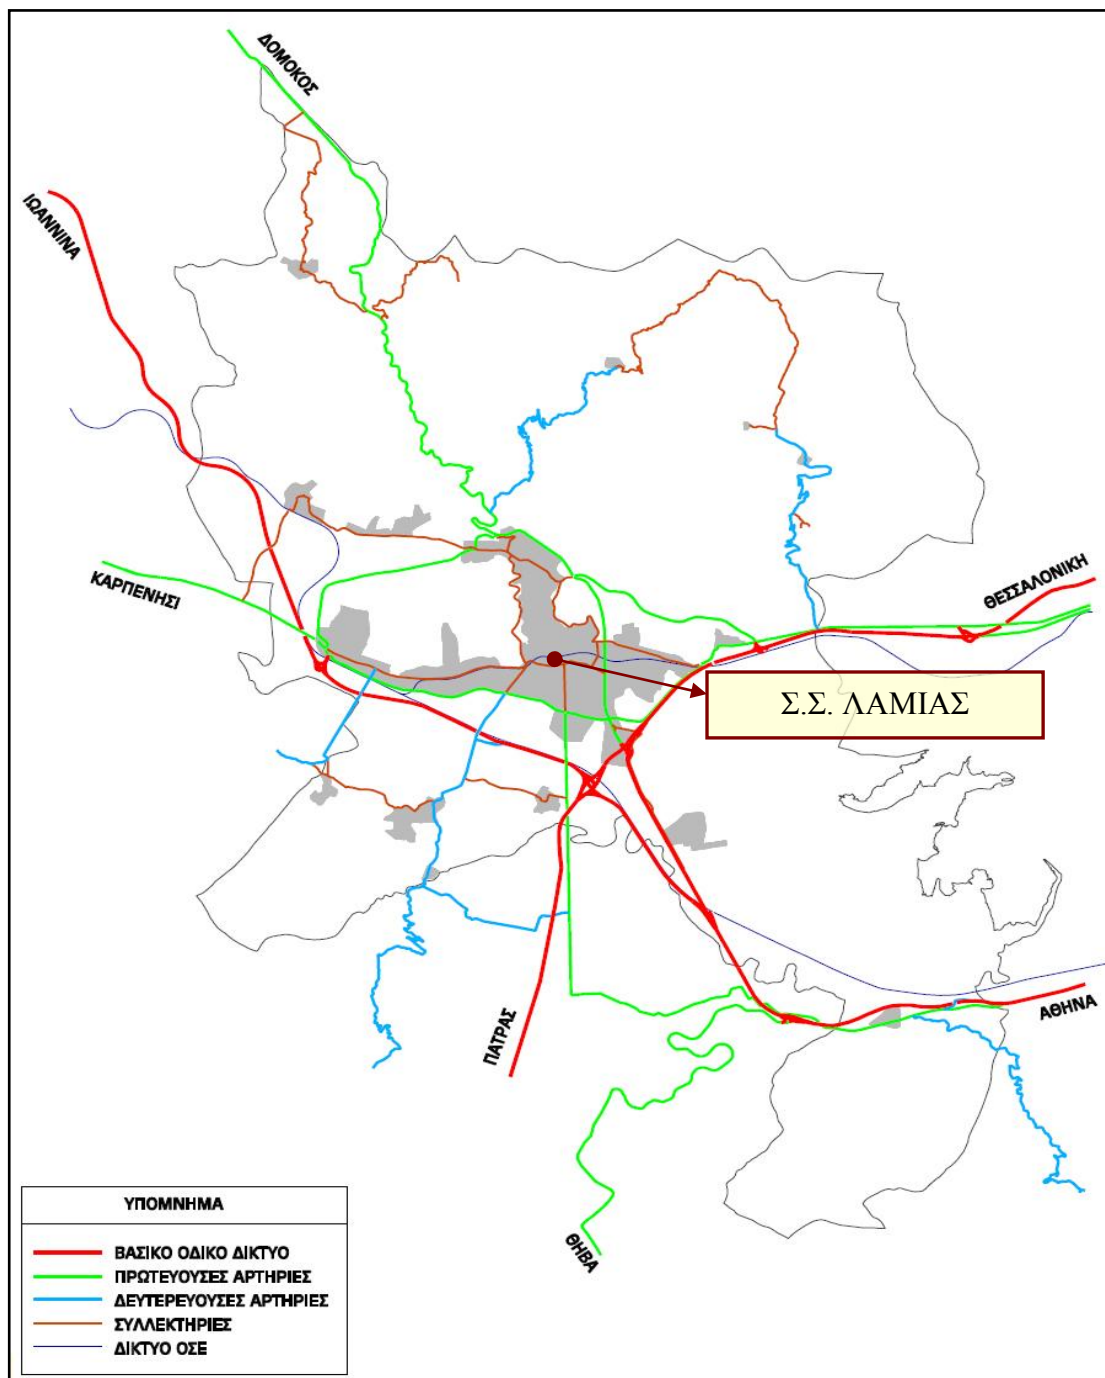 ΔΟΜΟΚΟΣ
ΙΩΑΝΝΙΝΑ
ΚΑΡΠΕΝΗΣΙ
ΘΕΣΣΑΛΟΝΙΚΗ
Σ.Σ. ΛΑΜΙΑΣ
ΑΘΗΝΑ
ΠΑΤΡΑΣ
ΘΗΒΑ
ΥΠΟΜΝΗΜΑ
ΒΑΣΙΚΟ ΟΔΙΚΟ ΔΙΚΤΥΟ
ΠΡΩΤΕΥΟΥΣΕΣ ΑΡΤΗΡΙΕΣ
ΔΕΥΤΕΡΕΥΟΥΣΕΣ ΑΡΤΗΡΙΕΣ
ΣΥΛΛΕΚΤΗΡΙΕΣ
ΔΙΚΤΥΟ ΟΣΕ